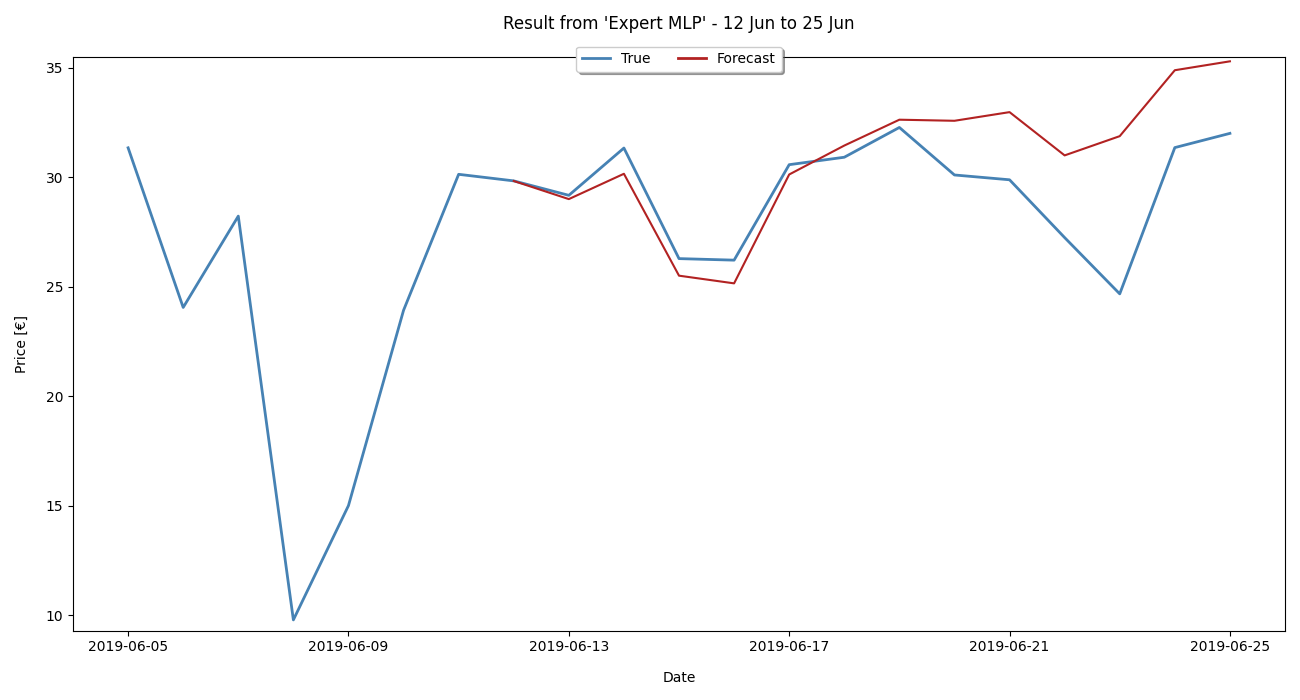 Result from 'Expert MLP' - 12 Jun to 25 Jun
True Forecast
35
30
25
20
15
10
Price [€]
2019-06-05 2019-06-09 2019-06-13 2019-06-17 2019-06-21 2019-06-25
Date